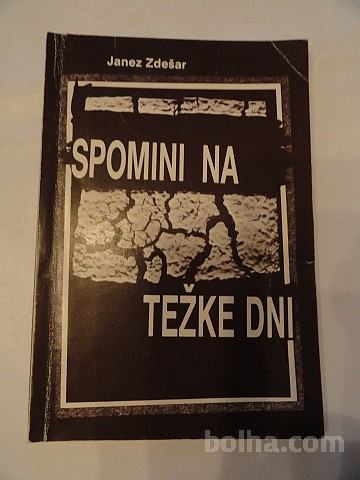 Janez Zdešar
SPOMINI NA
TEŽKE DNI
bolha.com